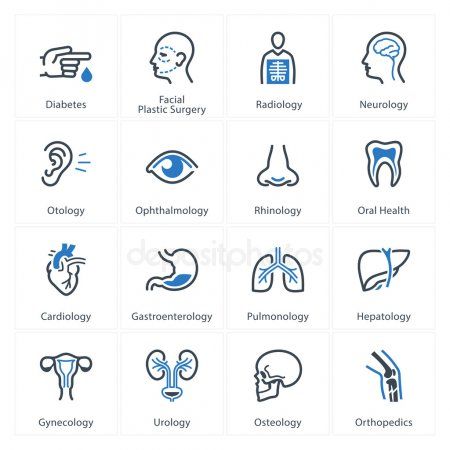 Diabetes
Facial
Plastic Surgery
Radiology
Neurology
Otology
Ophthalmology
Rhinology
Oral Health
depositphotos
Cardiology
Gastroenterology
Pulmonology
Hepatology
Gynecology
Urology
Osteology
Orthopedics